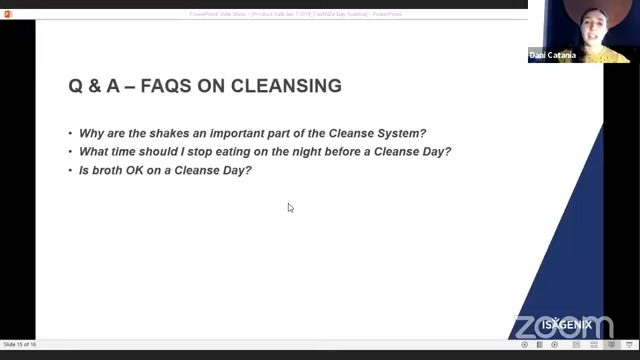 PowerPoint Slide Show - [Product Talk Jan 7 2019_Cleanse Day Science] - PowerPoint
Dani Catania
Q & A – FAQS ON CLEANSING
• Why are the shakes an important part of the Cleanse System?
• What time should I stop eating on the night before a Cleanse Day?
• Is broth OK on a Cleanse Day?
ISAGENIX
zoom
Slide 15 of 16